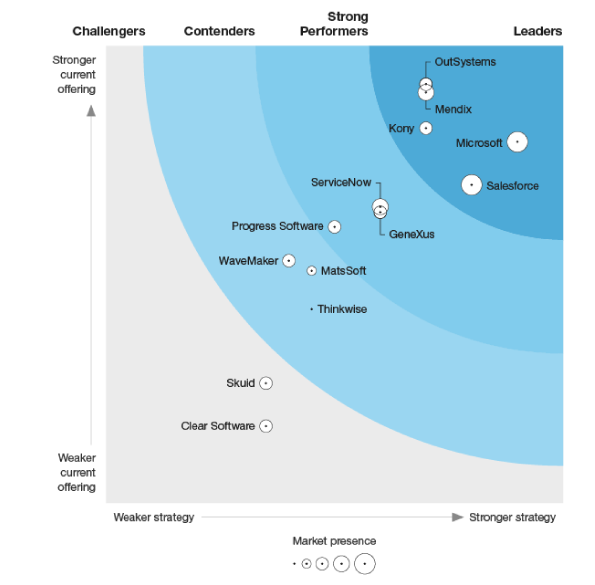 Challengers
Contenders
Strong
Performers
Leaders
Stronger
current
offering
OutSystems
Mendix
Kony
Microsoft
Salesforce
ServiceNow
GeneXus
Progress Software
WaveMaker
MatsSoft
Thinkwise
Skuid
Clear Software
Weaker
current
offering
Weaker strategy
Stronger strategy
Market presence